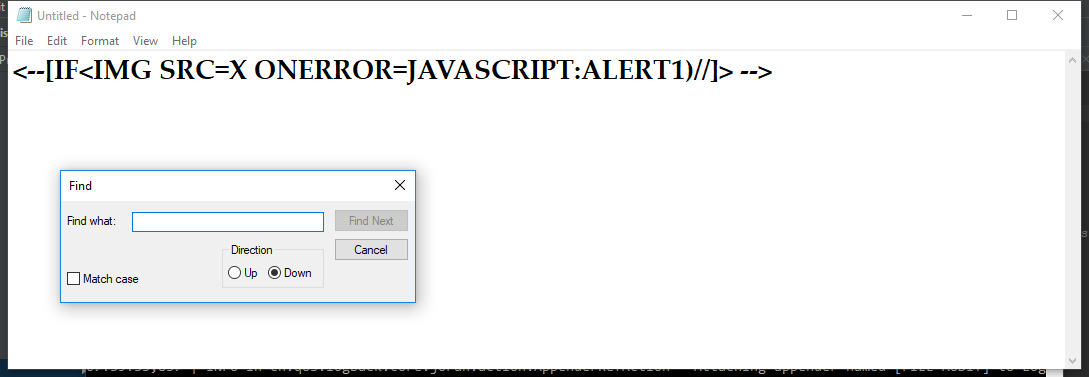 Untitled - Notepad
File Edit Format View Help
<--[IF<IMG SRC=X ONERROR=JAVASCRIPT:ALERT1)//]> -->
Find
Find what:
Find Next
Cancel
Direction
Up Down
Match case